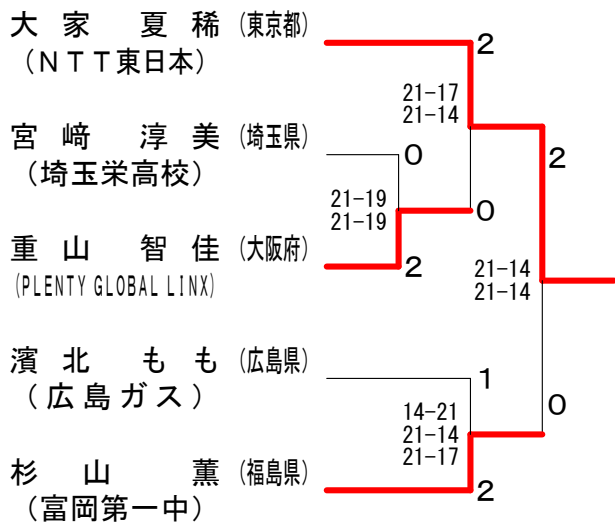 大家 夏稀 (東京都)
(NTT東日本)
2
21-17
21-14
宮﨑 淳美 (埼玉県)
(埼玉栄高校)
0
2
21-19
21-19
0
重山 智佳 (大阪府)
(PLENTY GLOBAL LINX)
2
21-14
21-14
濱北 もも (広島県)
(広島ガス)
1
14-21
21-14
21-17
0
杉山 薫 (福島県)
(富岡第一中)
2